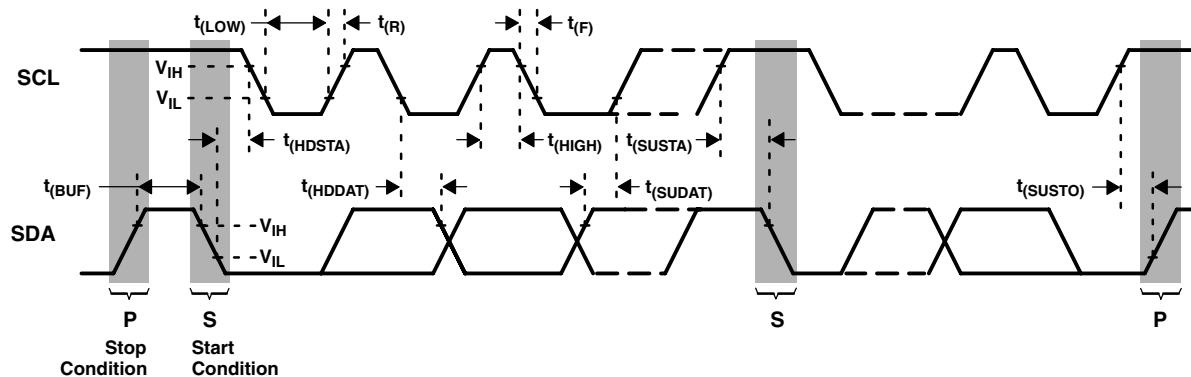 t(LOW)
t(R)
t(F)
SCL
VIH
VIL
t(HDSTA)
t(HIGH)
t(SUSTA)
t(BUF)
t(HDDAT)
t(SUDAT)
t(SUSTO)
SDA
VIH
VIL
P
S
S
P
Stop
Condition
Start
Condition